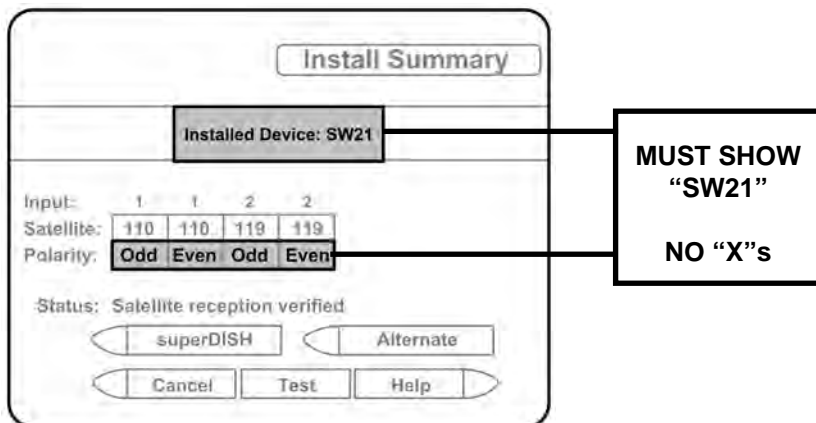 Install Summary
Installed Device: SW21
MUST SHOW
“SW21”
NO “X”s
Input: 1 1 2 2
Satellite: 110 110 119 119
Polarity: Odd Even Odd Even
Status: Satellite reception verified
superDISH Alternate
Cancel Test Help